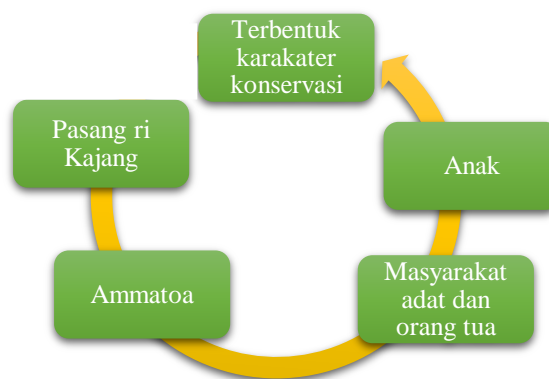 Terbentuk
karakater
konservasi
Pasang ri
Kajang
Anak
Ammatoa
Masyarakat
adat dan
orang tua